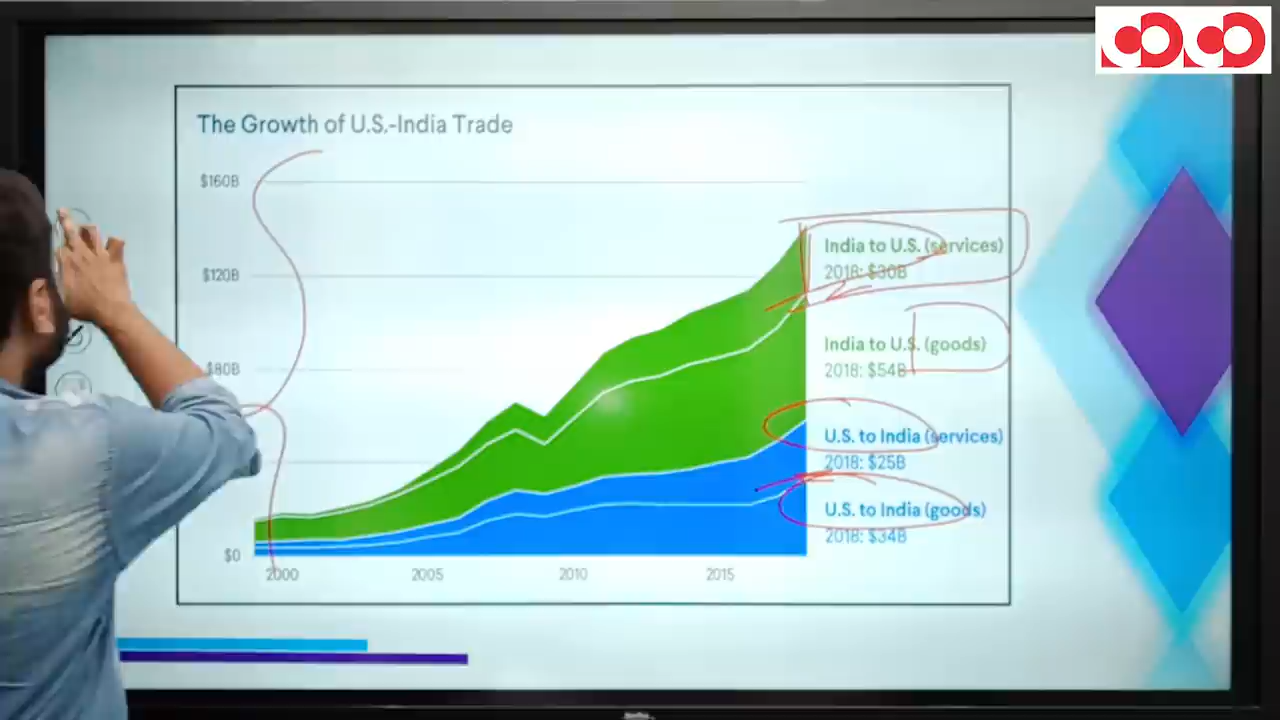 The Growth of U.S.-India Trade
$160B
$120B
$80B
$0
2000
2005
2010
2015
India to U.S. (services)
2018: $30B
India to U.S. (goods)
2018: $54B
U.S. to India (services)
2018: $25B
U.S. to India (goods)
2018: $34B